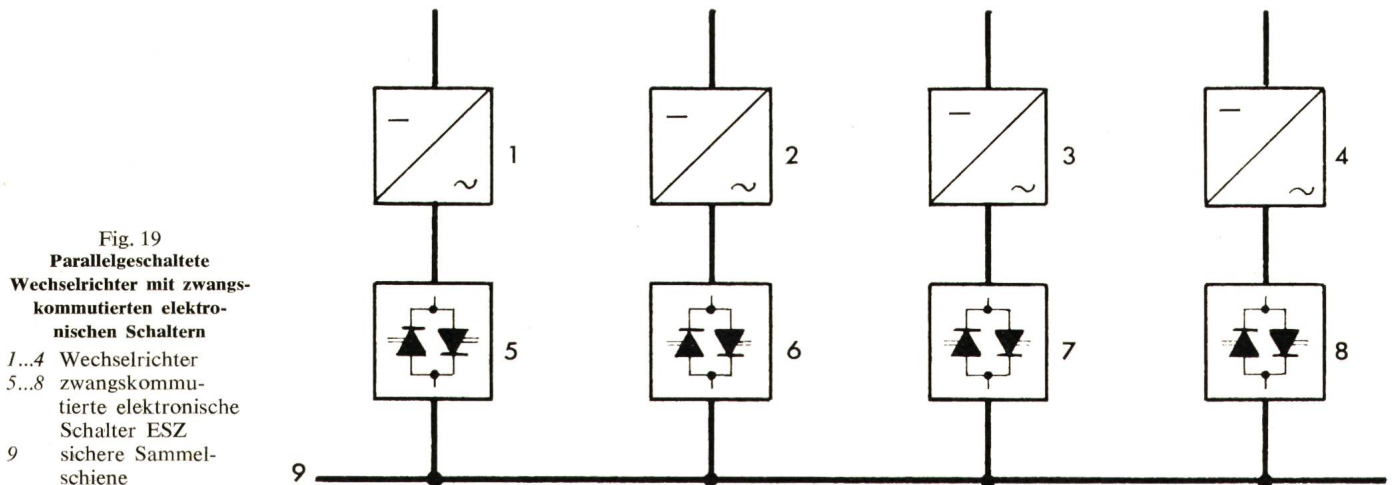 1
2
3
4
Fig. 19
Parallelgeschaltete
Wechselrichter mit zwangs-
kommutierten elektro-
nischen Schaltern
1...4 Wechselrichter
5...8 zwangskommu-
tierte elektronische
Schalter ESZ
9 sichere Sammel-
schiene
5
6
7
8
9